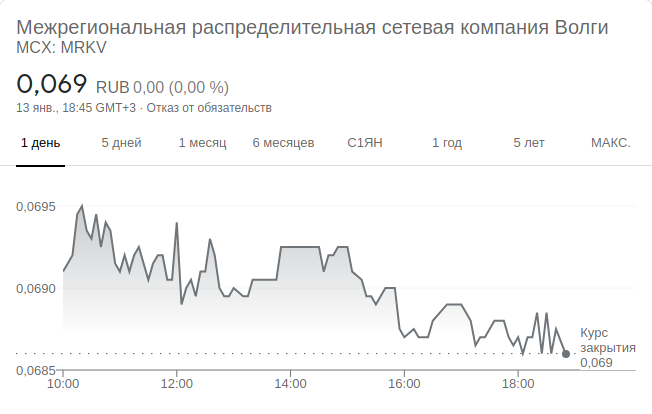 Межрегиональная распределительная сетевая компания Волги
MCX: MRKV
0,069 RUB 0,00 (0,00 %)
13 янв., 18:45 GMT+3 · Отказ от обязательств
1 день 5 дней 1 месяц 6 месяцев С1ЯН 1 год 5 лет МАКС.
0,0695
0,0690
Курс
закрытия
0,069
0,0685
10:00 12:00 14:00 16:00 18:00